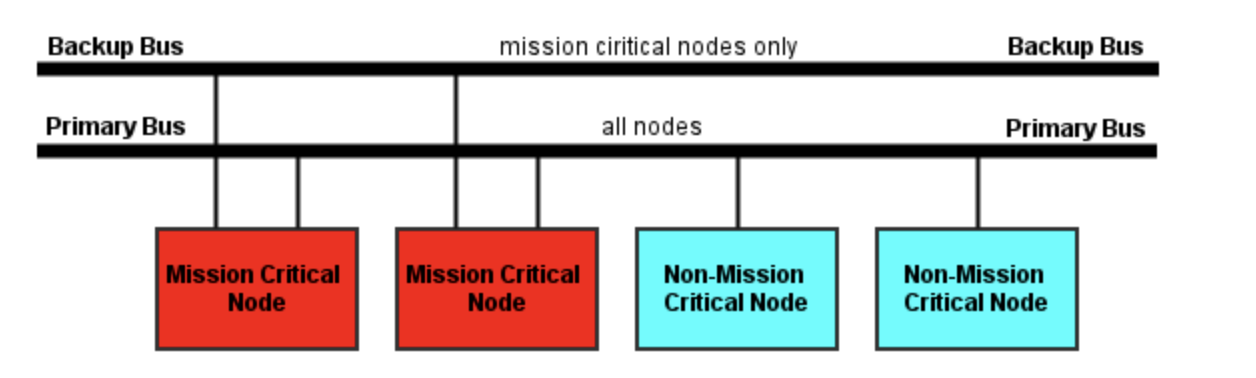 Backup Bus mission ciritical nodes only Backup Bus
Primary Bus all nodes Primary Bus
Mission Critical
Node
Mission Critical
Node
Non-Mission
Critical Node
Non-Mission
Critical Node